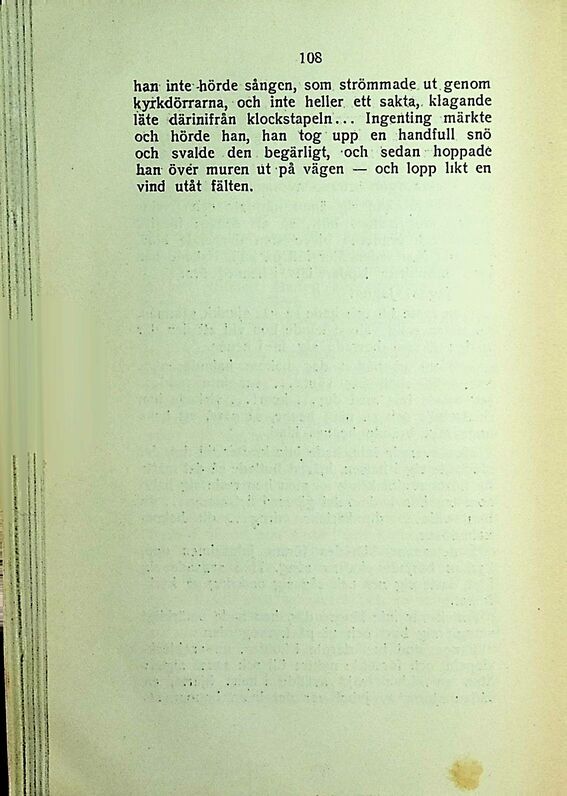 108
han inte hörde sången, som strömmade ut genom
kyrkdörrarna, och inte heller ett sakta, klagande
läte därinifrån klockstapeln... Ingenting märkte
och hörde han, han tog upp en handfull snö
och svalde den begärligt, och sedan hoppade
han över muren ut på vägen — och lopp likt en
vind utåt fälten.